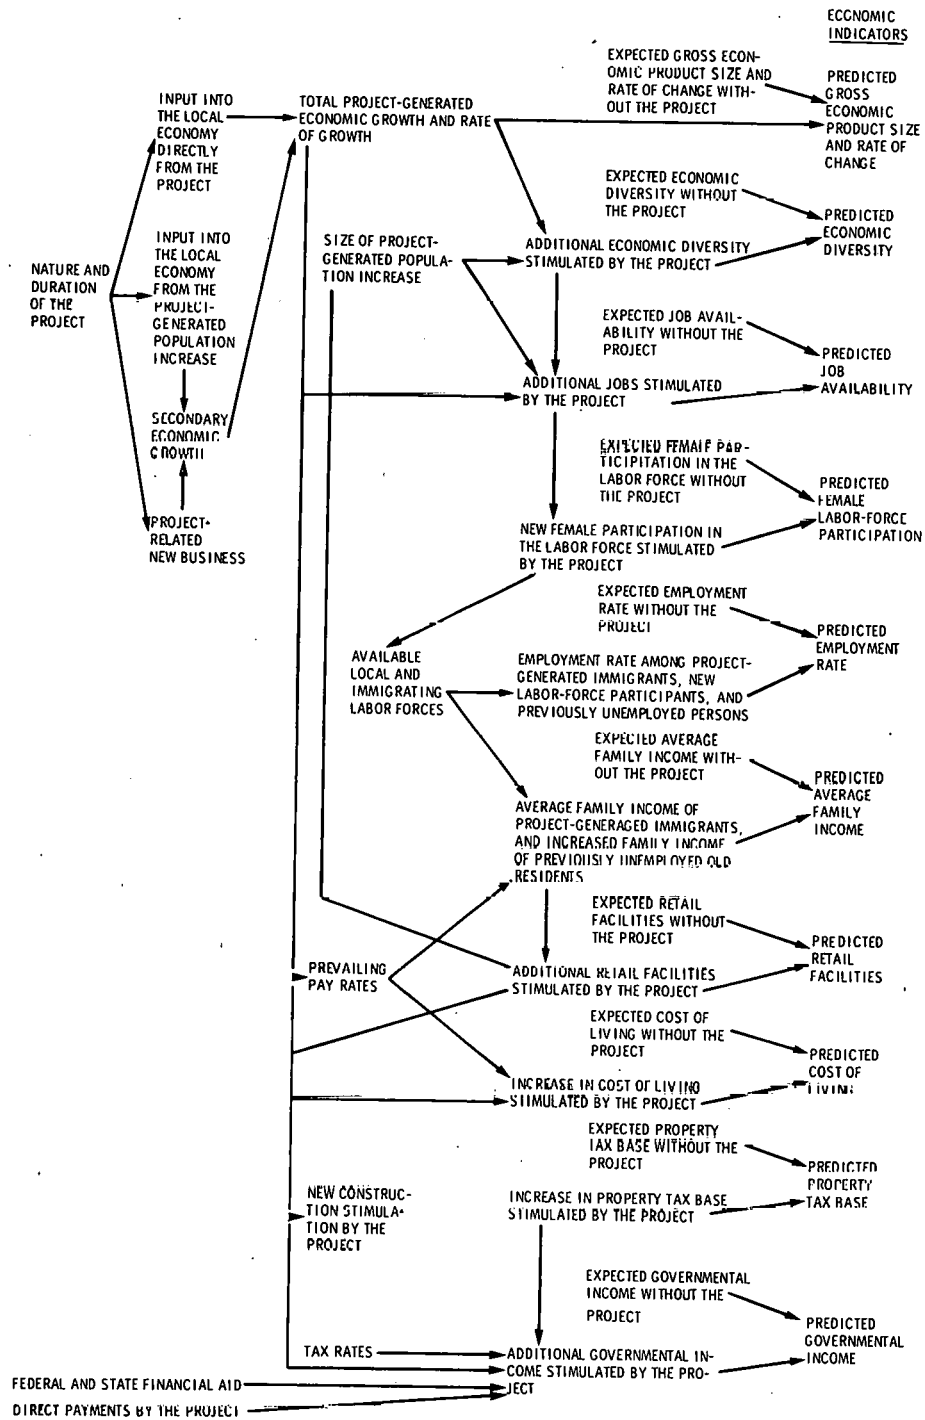 ECONOMIC
INDICATORS
EXPECTED GROSS ECON-
OMIC PRODUCT SIZE AND
RATE OF CHANGE WITH-
OUT THE PROJECT
PREDICTED
GROSS
ECONOMIC
PRODUCT SIZE
AND RATE OF
CHANGE
INPUT INTO
THE LOCAL
ECONOMY
DIRECTLY
FROM THE
PROJECT
TOTAL PROJECT-GENERATED
ECONOMIC GROWTH AND RATE
OF GROWTH
EXPECTED ECONOMIC
DIVERSITY WITHOUT
THE PROJECT
PREDICTED
ECONOMIC
DIVERSITY
INPUT INTO
THE LOCAL
ECONOMY
FROM THE
PROJECT-
GENERATED
POPULATION
INCREASE
SIZE OF PROJECT-
GENERATED POPULA-
TION INCREASE
ADDITIONAL ECONOMIC DIVERSITY
STIMULATED BY THE PROJECT
NATURE AND
DURATION
OF THE
PROJECT
EXPECTED JOB AVAIL-
ABILITY WITHOUT THE
PROJECT
PREDICTED
JOB
AVAILABILITY
ADDITIONAL JOBS STIMULATED
BY THE PROJECT
SECONDARY
ECONOMIC
GROWTH
EXPECTED FEMALE PAR-
TICIPITATION IN THE
LABOR FORCE WITHOUT
THE PROJECT
PREDICTED
FEMALE
LABOR-FORCE
PARTICIPATION
PROJECT-
RELATED
NEW BUSINESS
NEW FEMALE PARTICIPATION IN
THE LABOR FORCE STIMULATED
BY THE PROJECT
EXPECTED EMPLOYMENT
RATE WITHOUT THE
PROJECT
PREDICTED
EMPLOYMENT
RATE
AVAILABLE
LOCAL AND
IMMIGRATING
LABOR FORCES
EMPLOYMENT RATE AMONG PROJECT-
GENERATED IMMIGRANTS, NEW
LABOR-FORCE PARTICIPANTS, AND
PREVIOUSLY UNEMPLOYED PERSONS
EXPECTED AVERAGE
FAMILY INCOME WITH-
OUT THE PROJECT
PREDICTED
AVERAGE
FAMILY
INCOME
AVERAGE FAMILY INCOME OF
PROJECT-GENERAGED IMMIGRANTS,
AND INCREASED FAMILY INCOME
OF PREVIOUSLY UNEMPLOYED OLD
RESIDENTS
EXPECTED RETAIL
FACILITIES WITHOUT
THE PROJECT
PREDICTED
RETAIL
FACILITIES
PREVAILING
PAY RATES
ADDITIONAL RETAIL FACILITIES
STIMULATED BY THE PROJECT
EXPECTED COST OF
LIVING WITHOUT THE
PROJECT
PREDICTED
COST OF
LIVING
INCREASE IN COST OF LIVING
STIMULATED BY THE PROJECT
EXPECTED PROPERTY
TAX BASE WITHOUT THE
PROJECT
PREDICTED
PROPERTY
TAX BASE
NEW CONSTRUC-
TION STIMULA-
TION BY THE
PROJECT
INCREASE IN PROPERTY TAX BASE
STIMULATED BY THE PROJECT
EXPECTED GOVERNMENTAL
INCOME WITHOUT THE
PROJECT
PREDICTED
GOVERNMENTAL
INCOME
TAX RATES
ADDITIONAL GOVERNMENTAL IN-
COME STIMULATED BY THE PRO-
JECT
FEDERAL AND STATE FINANCIAL AID
DIRECT PAYMENTS BY THE PROJECT